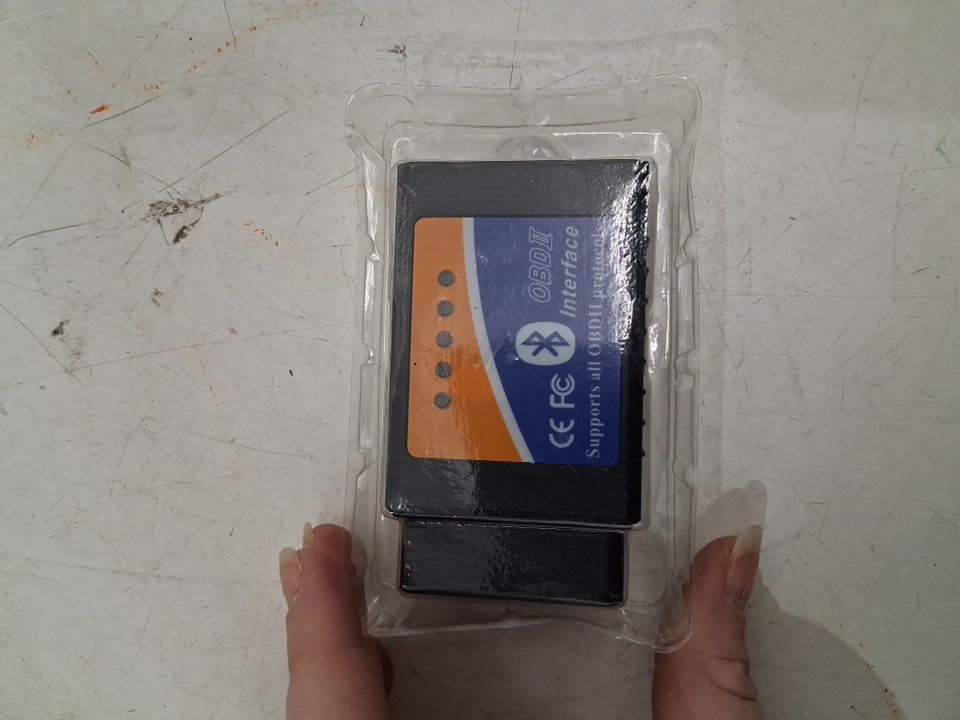 OBDII
Interface
CE FC
Supports all OBDII protocols